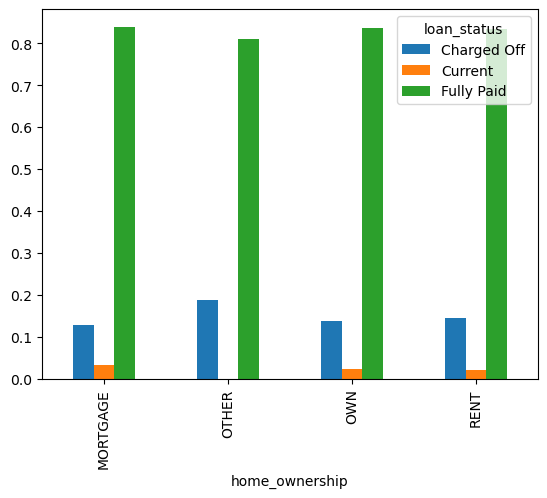 loan_status
Charged Off
Current
Fully Paid
0.8
0.7
0.6
0.5
0.4
0.3
0.2
0.1
0.0
MORTGAGE
OTHER
OWN
RENT
home_ownership